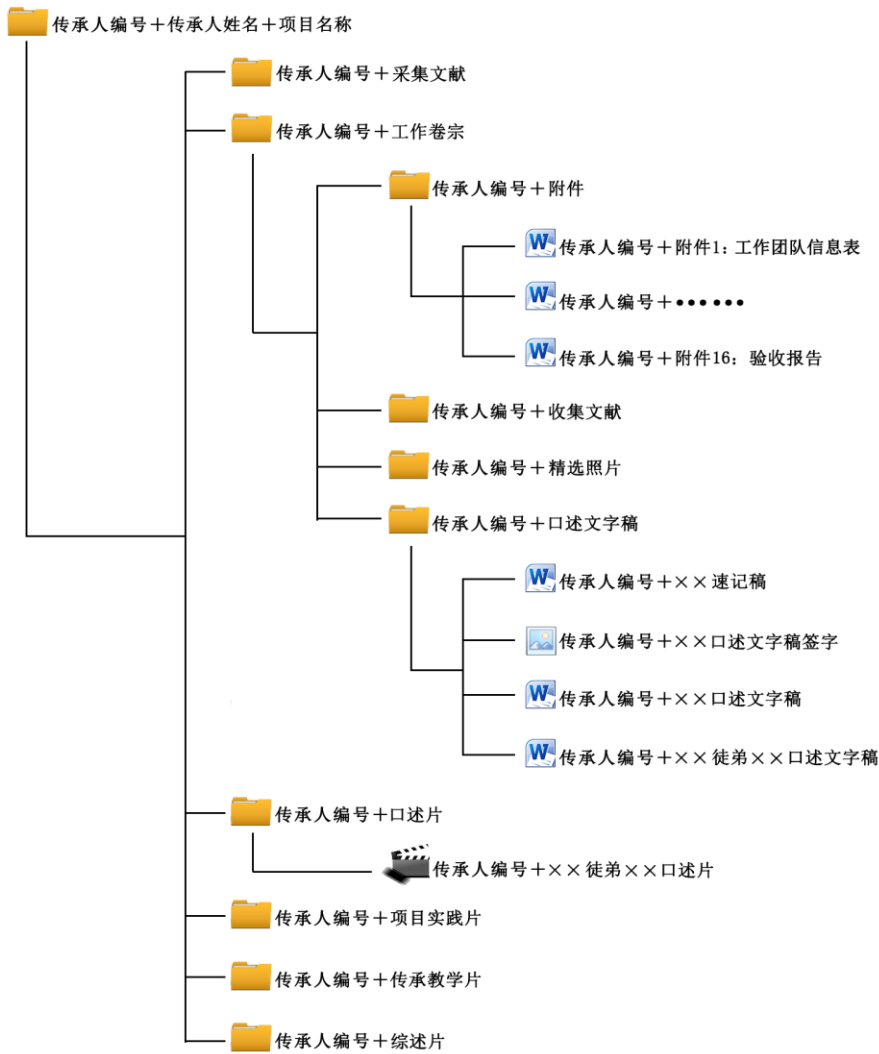 传承人编号＋传承人姓名＋项目名称
传承人编号＋采集文献
传承人编号＋工作卷宗
传承人编号＋附件
传承人编号＋附件1：工作团队信息表
传承人编号＋••••••
传承人编号＋附件16：验收报告
传承人编号＋收集文献
传承人编号＋精选照片
传承人编号＋口述文字稿
传承人编号＋××速记稿
传承人编号＋××口述文字稿签字
传承人编号＋××口述文字稿
传承人编号＋××徒弟××口述文字稿
传承人编号＋口述片
传承人编号＋××徒弟××口述片
传承人编号＋项目实践片
传承人编号＋传承教学片
传承人编号＋综述片